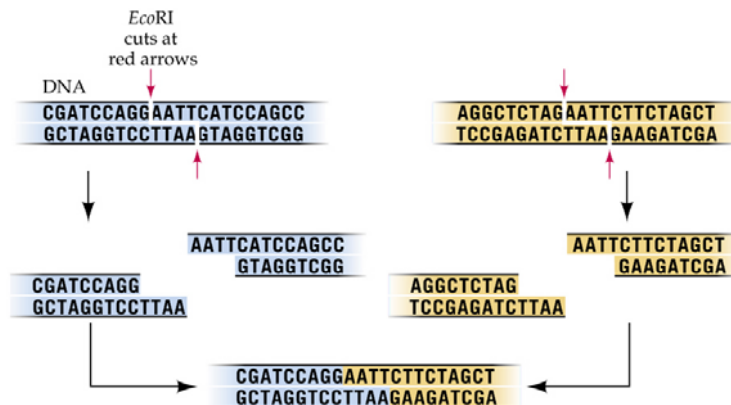 EcoRI
cuts at
red arrows
DNA
CGATCCAGGAATTCATCCAGCC
GCTAGGTCCTTAAGTAGGTCGG
AGGCTCTAGAATTCTTCTAGCT
TCCGAGATCTTAAGAAGATCGA
AATTCATCCAGCC
GTAGGTCGG
CGATCCAGG
GCTAGGTCCTTAA
AATTCTTCTAGCT
GAAGATCGA
AGGCTCTAG
TCCGAGATCTTAA
CGATCCAGGAATTCTTCTAGCT
GCTAGGTCCTTAAGAAGATCGA